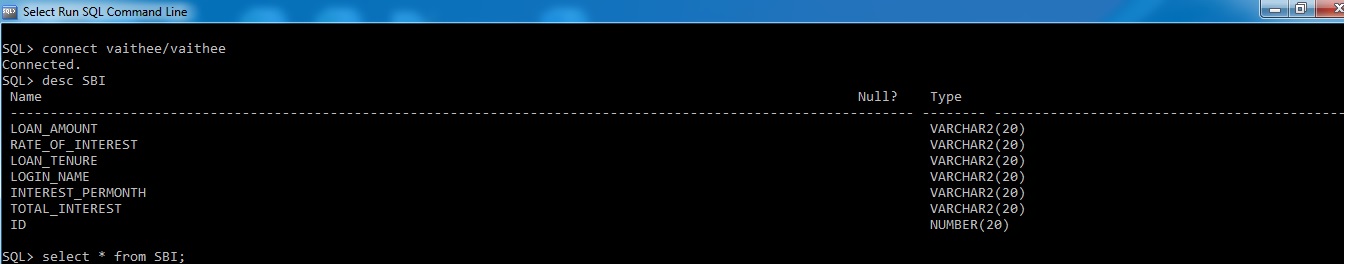 SQL> Select Run SQL Command Line
SQL> connect vaithee/vaithee
Connected.
SQL> desc SBI
Name Null? Type
----------------------------------------------------------------------------------------------------------------- -------- --------------------------------------------
LOAN_AMOUNT VARCHAR2(20)
RATE_OF_INTEREST VARCHAR2(20)
LOAN_TENURE VARCHAR2(20)
LOGIN_NAME VARCHAR2(20)
INTEREST_PERMONTH VARCHAR2(20)
TOTAL_INTEREST VARCHAR2(20)
ID NUMBER(20)
SQL> select * from SBI;